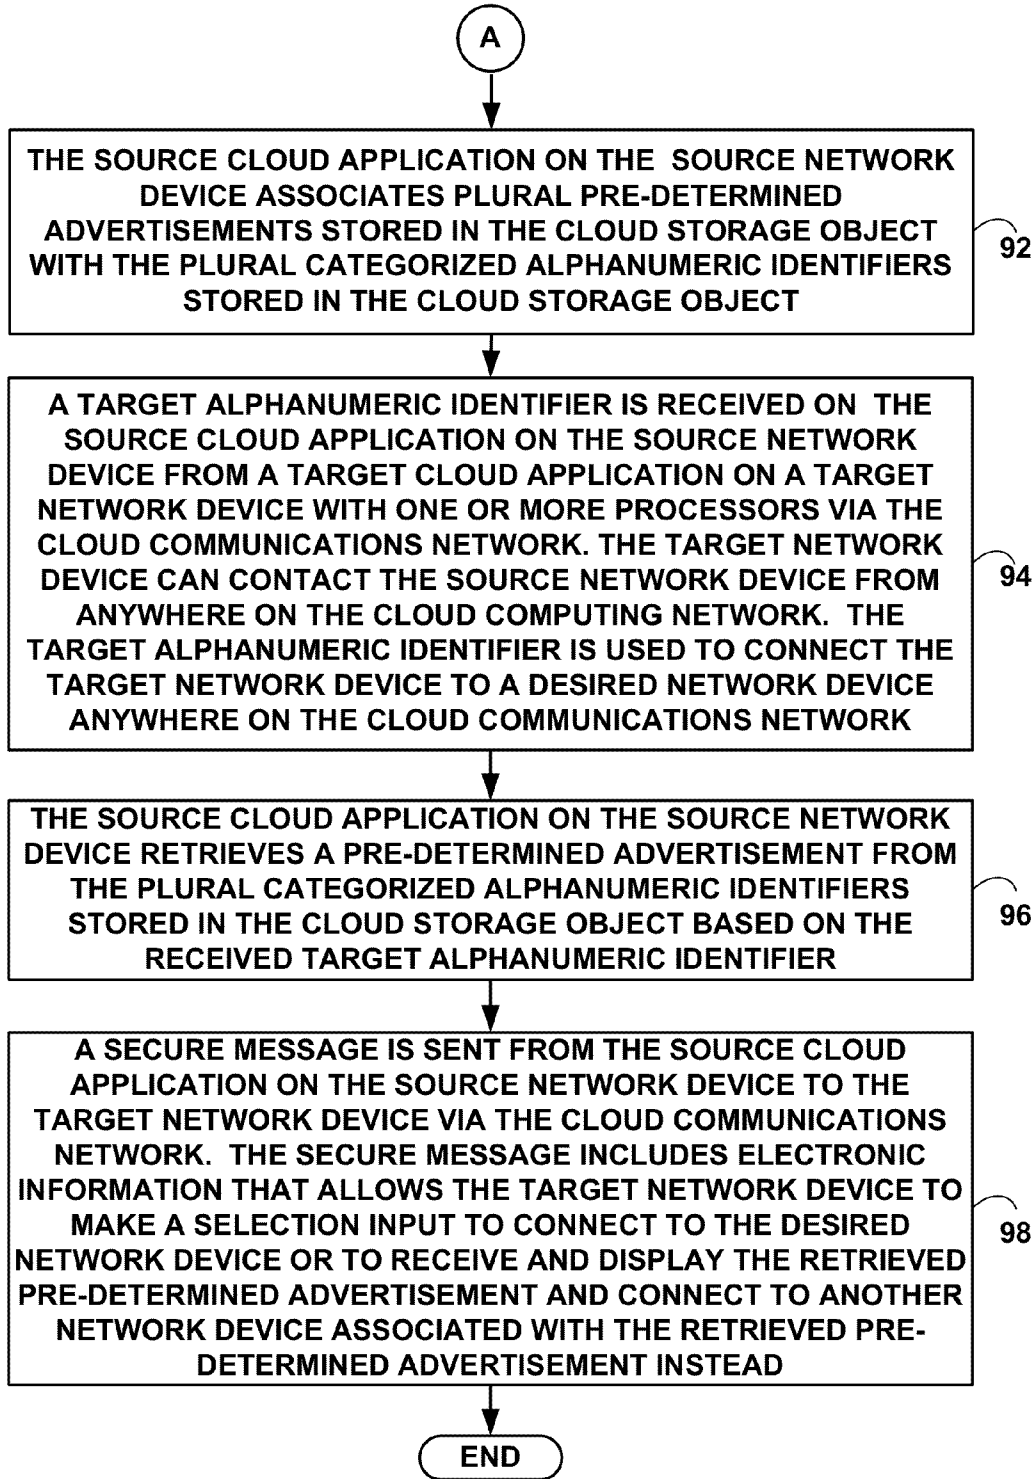 A
THE SOURCE CLOUD APPLICATION ON THE SOURCE NETWORK
DEVICE ASSOCIATES PLURAL PRE-DETERMINED
ADVERTISEMENTS STORED IN THE CLOUD STORAGE OBJECT
WITH THE PLURAL CATEGORIZED ALPHANUMERIC IDENTIFIERS
STORED IN THE CLOUD STORAGE OBJECT
92
A TARGET ALPHANUMERIC IDENTIFIER IS RECEIVED ON THE
SOURCE CLOUD APPLICATION ON THE SOURCE NETWORK
DEVICE FROM A TARGET CLOUD APPLICATION ON A TARGET
NETWORK DEVICE WITH ONE OR MORE PROCESSORS VIA THE
CLOUD COMMUNICATIONS NETWORK. THE TARGET NETWORK
DEVICE CAN CONTACT THE SOURCE NETWORK DEVICE FROM
ANYWHERE ON THE CLOUD COMPUTING NETWORK. THE
TARGET ALPHANUMERIC IDENTIFIER IS USED TO CONNECT THE
TARGET NETWORK DEVICE TO A DESIRED NETWORK DEVICE
ANYWHERE ON THE CLOUD COMMUNICATIONS NETWORK
94
THE SOURCE CLOUD APPLICATION ON THE SOURCE NETWORK
DEVICE RETRIEVES A PRE-DETERMINED ADVERTISEMENT FROM
THE PLURAL CATEGORIZED ALPHANUMERIC IDENTIFIERS
STORED IN THE CLOUD STORAGE OBJECT BASED ON THE
RECEIVED TARGET ALPHANUMERIC IDENTIFIER
96
A SECURE MESSAGE IS SENT FROM THE SOURCE CLOUD
APPLICATION ON THE SOURCE NETWORK DEVICE TO THE
TARGET NETWORK DEVICE VIA THE CLOUD COMMUNICATIONS
NETWORK. THE SECURE MESSAGE INCLUDES ELECTRONIC
INFORMATION THAT ALLOWS THE TARGET NETWORK DEVICE TO
MAKE A SELECTION INPUT TO CONNECT TO THE DESIRED
NETWORK DEVICE OR TO RECEIVE AND DISPLAY THE RETRIEVED
PRE-DETERMINED ADVERTISEMENT AND CONNECT TO ANOTHER
NETWORK DEVICE ASSOCIATED WITH THE RETRIEVED PRE-
DETERMINED ADVERTISEMENT INSTEAD
98
END